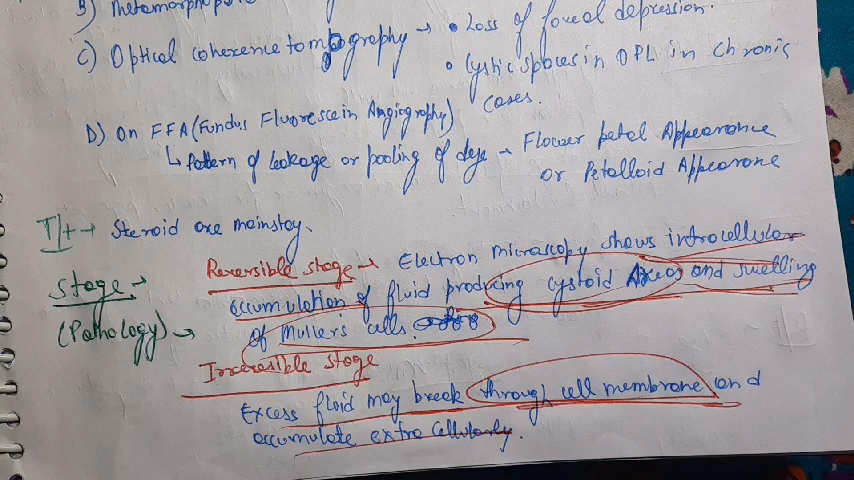 B) Metamorphopsia
C) Optical coherence tomography → • Loss of foveal depression.
• Cystic spaces in OPL in Chronic
cases.
D) On FFA (Fundus Fluorescein Angiography)
↳ Pattern of leakage or pooling of dye → Flower petal Appearance
or Petalloid Appearone
T/t → Steroid are mainstay.
Stage → Reversible stage → Electron microscopy shows intracellular
(Pathology) → accumulation of fluid producing cystoid Areas and swelling
of Muller's cells.
Irreversible stage
Excess fluid may break through cell membrane and
accumulate extracellularly.